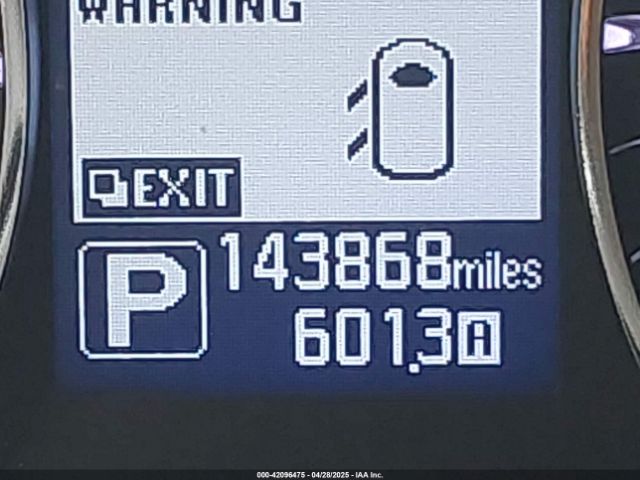 WARNING
EXIT
P
143868miles
601.3A
000-42096475 - 04/28/2025 - IAA Inc.